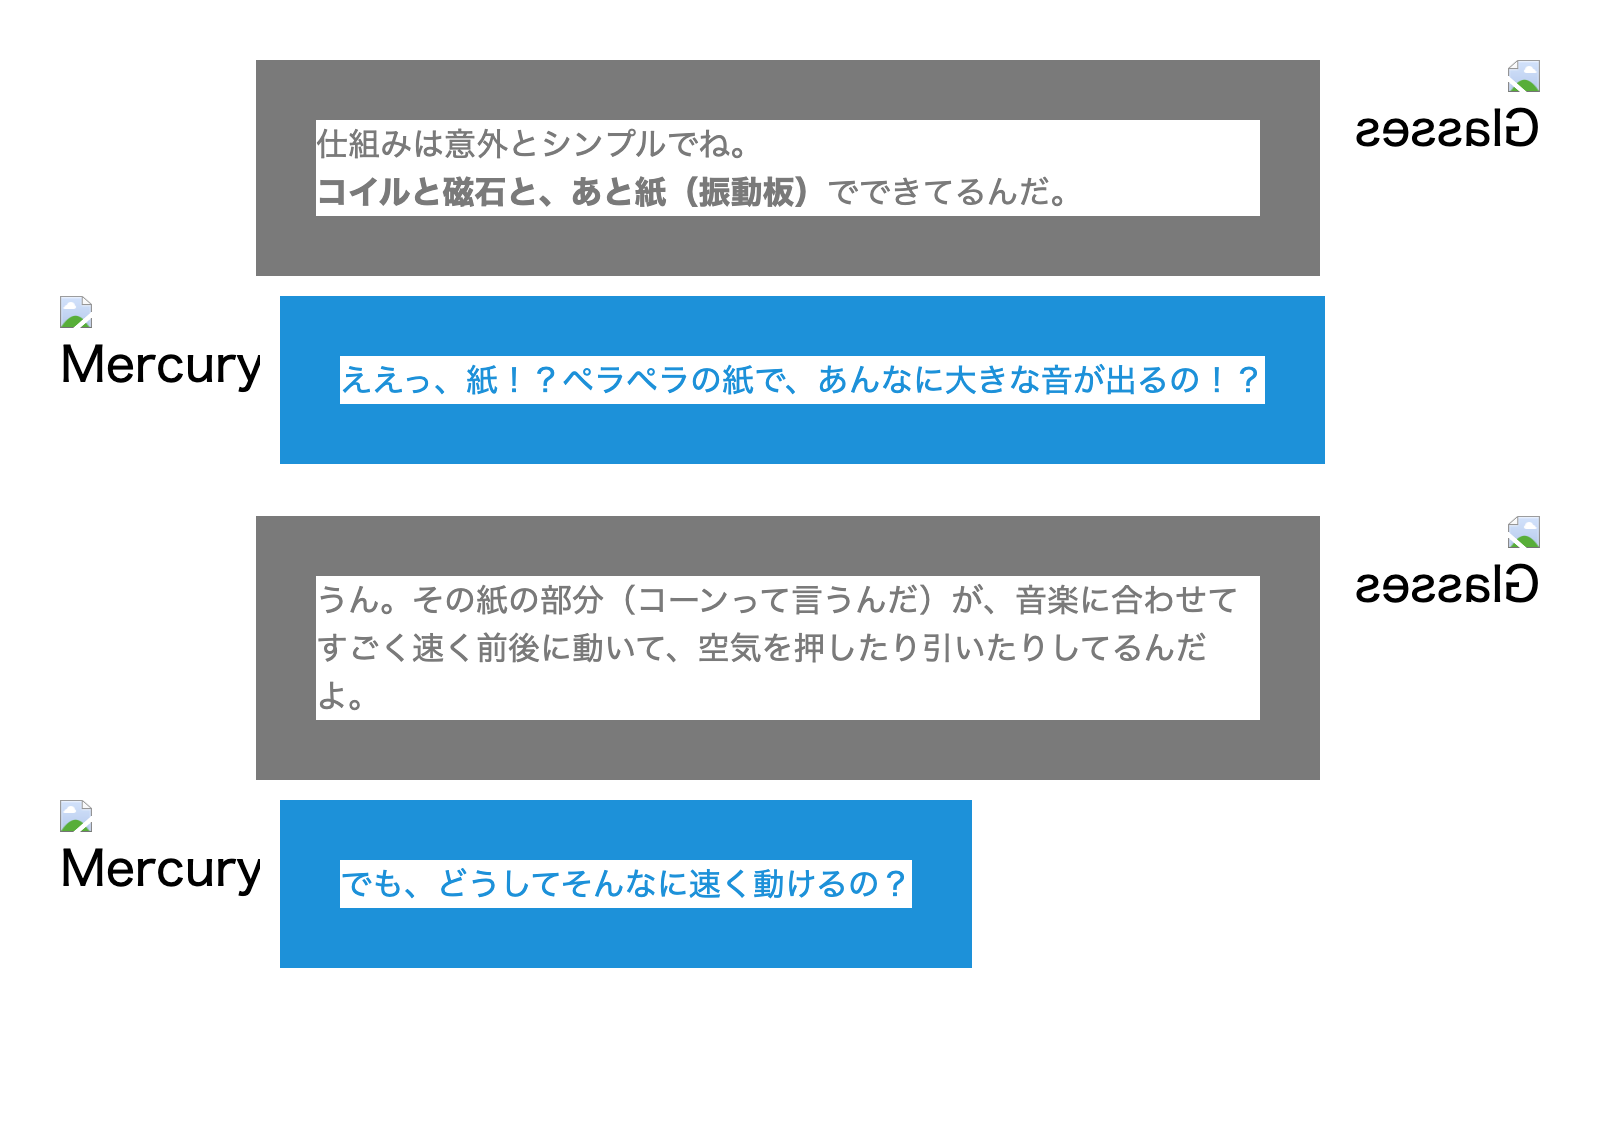 仕組みは意外とシンプルでね。
コイルと磁石と、あと紙（振動板）でできてるんだ。
Glasses
Mercury
ええっ、紙！？ペラペラの紙で、あんなに大きな音が出るの！？
うん。その紙の部分（コーンって言うんだ）が、音楽に合わせて
すごく速く前後に動いて、空気を押したり引いたりしてるんだ
よ。
Glasses
Mercury
でも、どうしてそんなに速く動けるの？